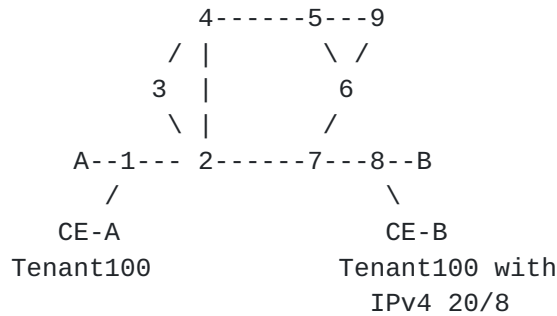 4------5---9
/ | \ /
3 | 6
\ | /
A--1--- 2------7---8--B
/ \
CE-A CE-B
Tenant100 Tenant100 with
IPv4 20/8